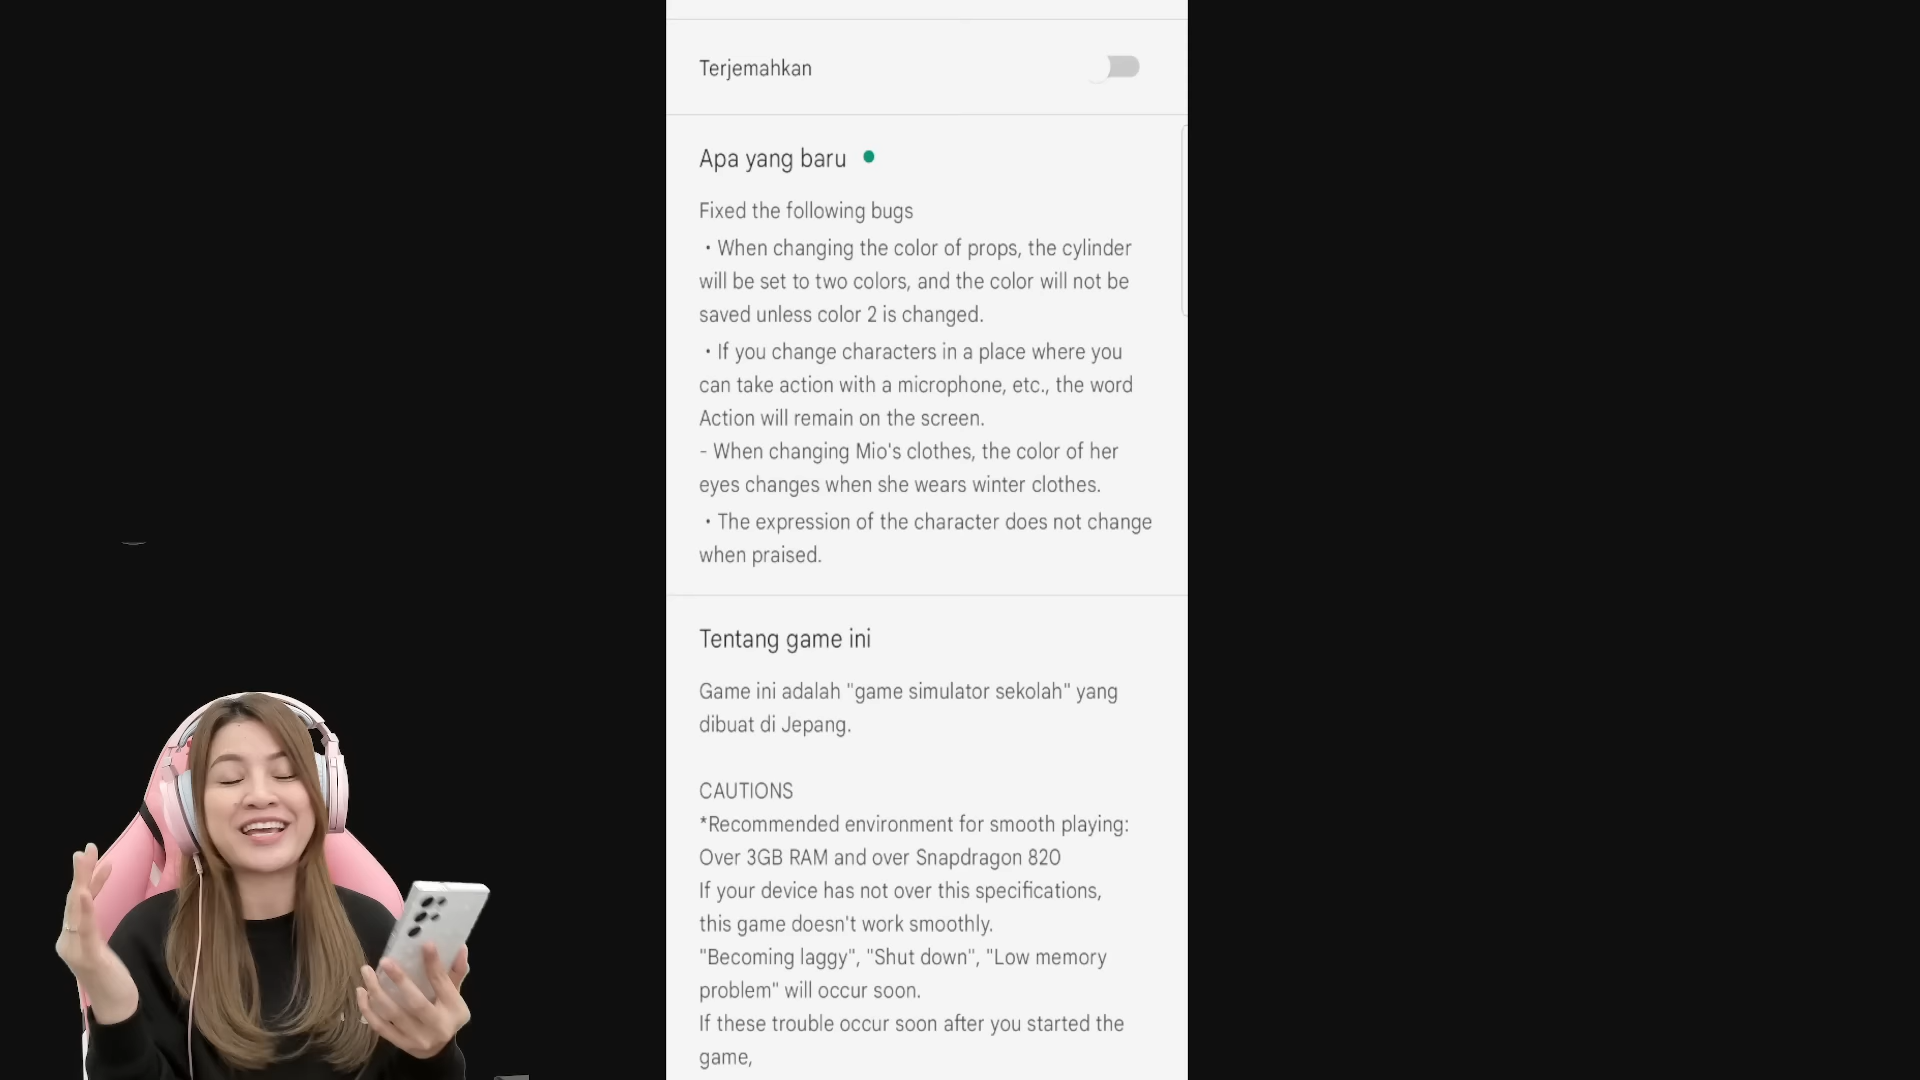 Terjemahkan
Apa yang baru
Fixed the following bugs
・When changing the color of props, the cylinder
will be set to two colors, and the color will not be
saved unless color 2 is changed.
・If you change characters in a place where you
can take action with a microphone, etc., the word
Action will remain on the screen.
- When changing Mio's clothes, the color of her
eyes changes when she wears winter clothes.
・The expression of the character does not change
when praised.
Tentang game ini
Game ini adalah "game simulator sekolah" yang
dibuat di Jepang.
CAUTIONS
*Recommended environment for smooth playing:
Over 3GB RAM and over Snapdragon 820
If your device has not over this specifications,
this game doesn't work smoothly.
"Becoming laggy", "Shut down", "Low memory
problem" will occur soon.
If these trouble occur soon after you started the
game,